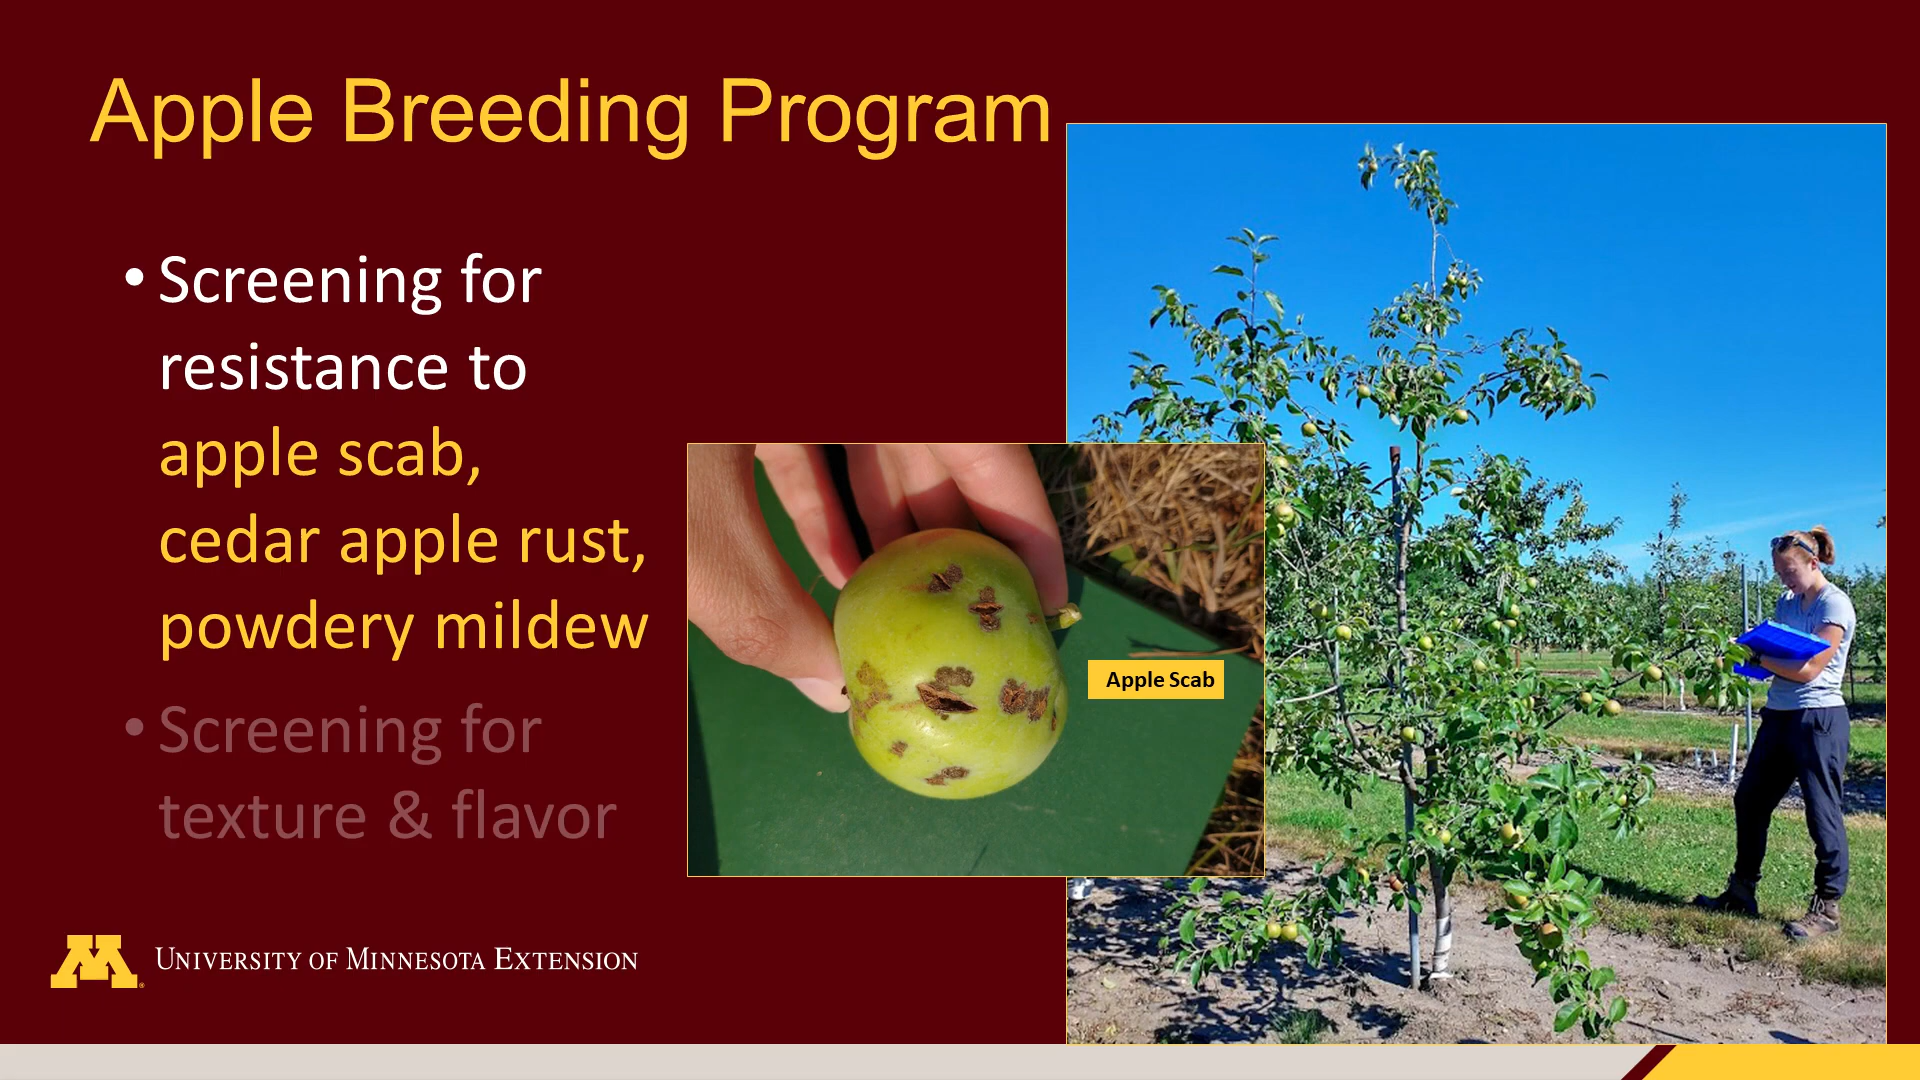 Apple Breeding Program
• Screening for
resistance to
apple scab,
cedar apple rust,
powdery mildew
• Screening for
texture & flavor
Apple Scab
M
UNIVERSITY OF MINNESOTA EXTENSION